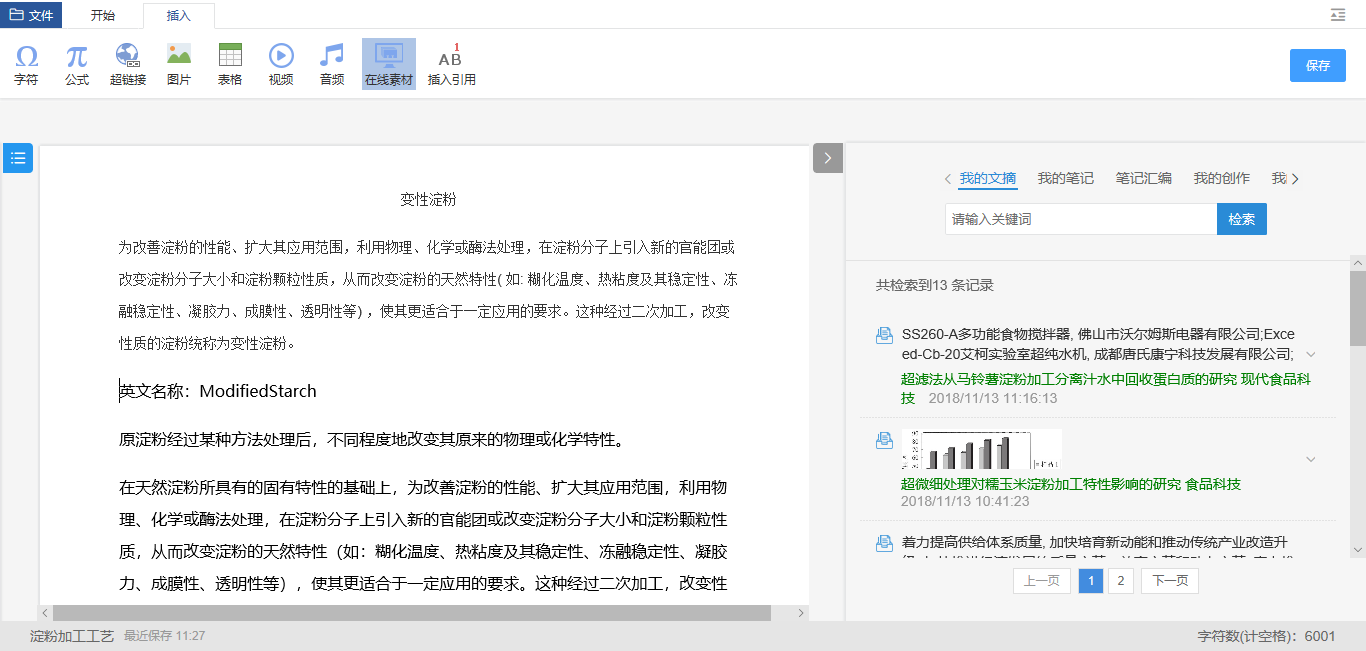 文件 开始 插入
字符 公式 超链接 图片 表格 视频 音频 在线素材 AB1 插入引用
保存
变性淀粉
为改善淀粉的性能、扩大其应用范围，利用物理、化学或酶法处理，在淀粉分子上引入新的官能团或
改变淀粉分子大小和淀粉颗粒性质，从而改变淀粉的天然特性( 如: 糊化温度、热粘度及其稳定性、冻
融稳定性、凝胶力、成膜性、透明性等) ，使其更适合于一定应用的要求。这种经过二次加工，改变
性质的淀粉统称为变性淀粉。
英文名称：ModifiedStarch
原淀粉经过某种方法处理后，不同程度地改变其原来的物理或化学特性。
在天然淀粉所具有的固有特性的基础上，为改善淀粉的性能、扩大其应用范围，利用物
理、化学或酶法处理，在淀粉分子上引入新的官能团或改变淀粉分子大小和淀粉颗粒性
质，从而改变淀粉的天然特性（如：糊化温度、热粘度及其稳定性、冻融稳定性、凝胶
力、成膜性、透明性等），使其更适合于一定应用的要求。这种经过二次加工，改变性
我的文摘 我的笔记 笔记汇编 我的创作 我
请输入关键词 检索
共检索到13 条记录
SS260-A多功能食物搅拌器, 佛山市沃尔姆斯电器有限公司;Exce
ed-Cb-20艾柯实验室超纯水机, 成都唐氏康宁科技发展有限公司;
超滤法从马铃薯淀粉加工分离汁水中回收蛋白质的研究 现代食品科
技 2018/11/13 11:16:13
超微细处理对糯玉米淀粉加工特性影响的研究 食品科技
2018/11/13 10:41:23
着力提高供给体系质量, 加快培育新动能和推动传统产业改造升
上一页 1 2 下一页
淀粉加工工艺 最近保存 11:27
字符数(计空格)：6001